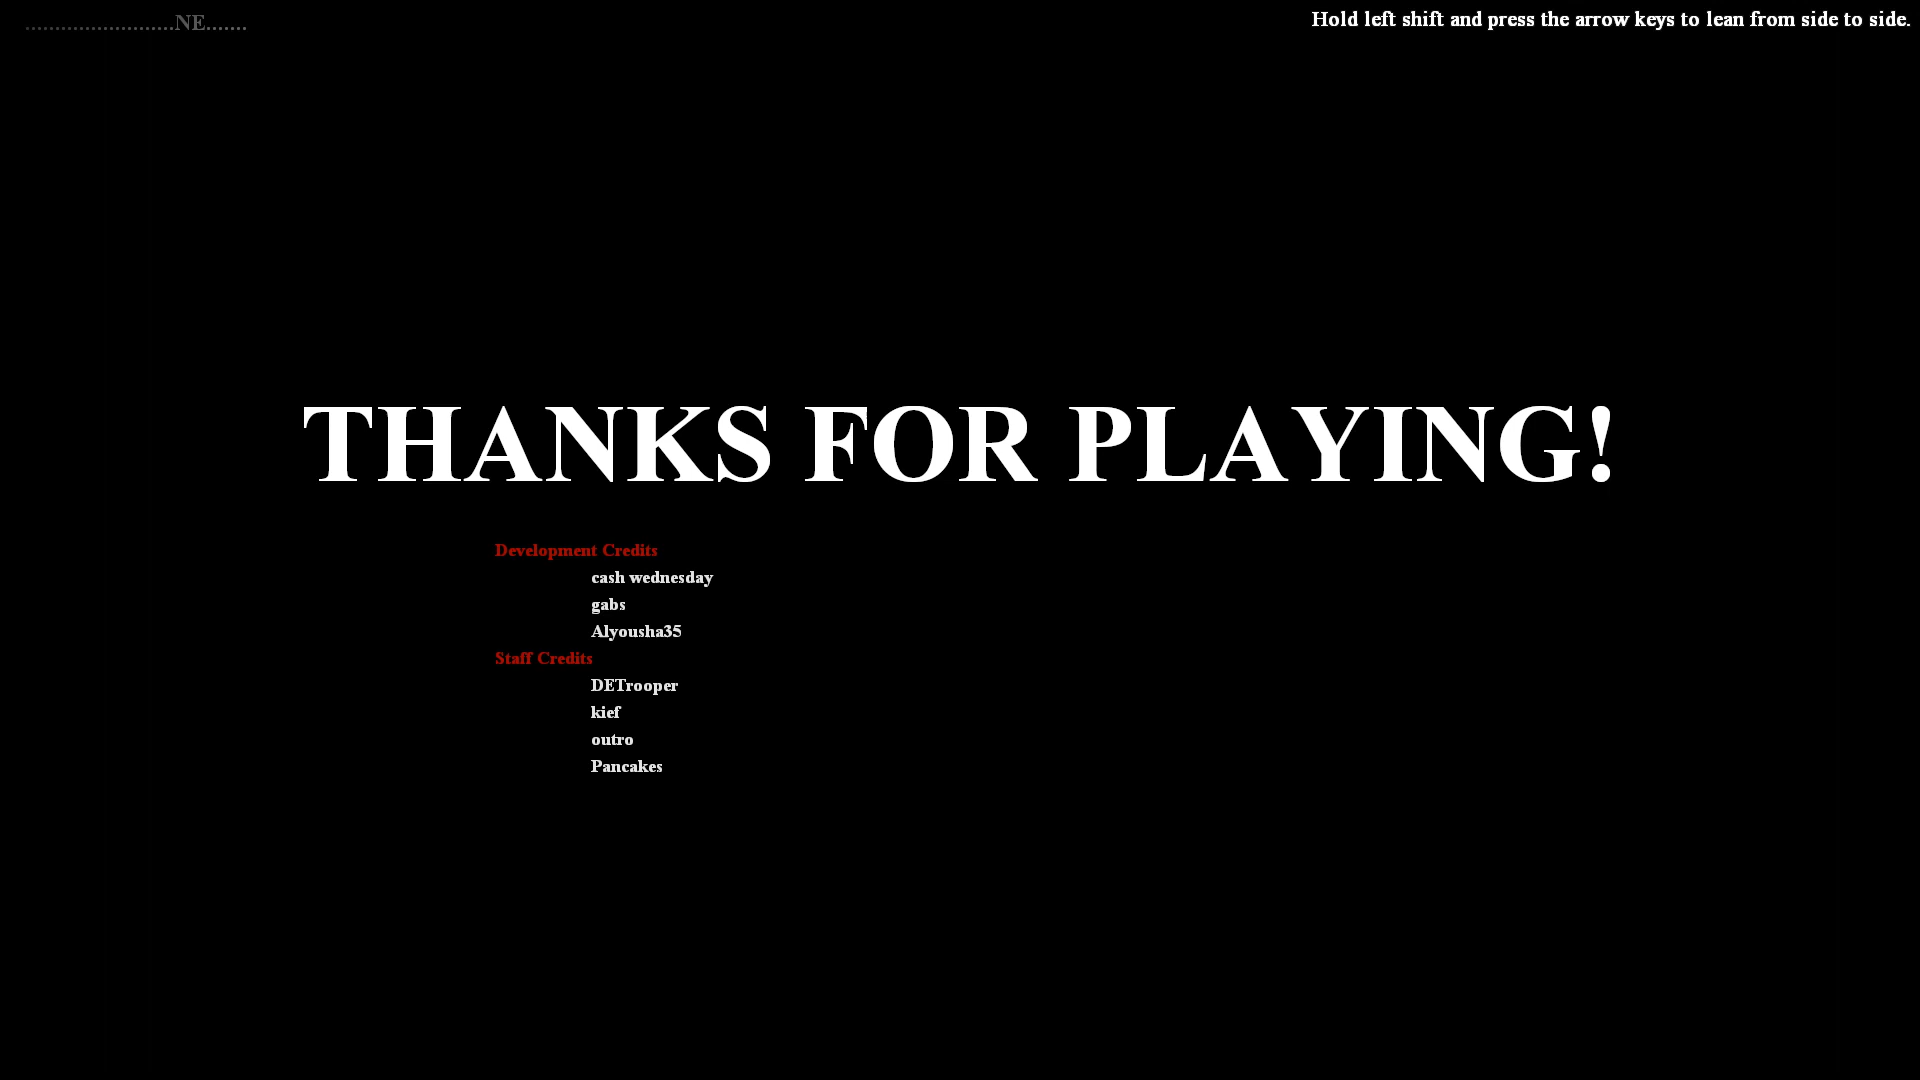 .........................NE.......
Hold left shift and press the arrow keys to lean from side to side.
THANKS FOR PLAYING!
Development Credits
cash wednesday
gabs
Alyousha35
Staff Credits
DETrooper
kief
outro
Pancakes